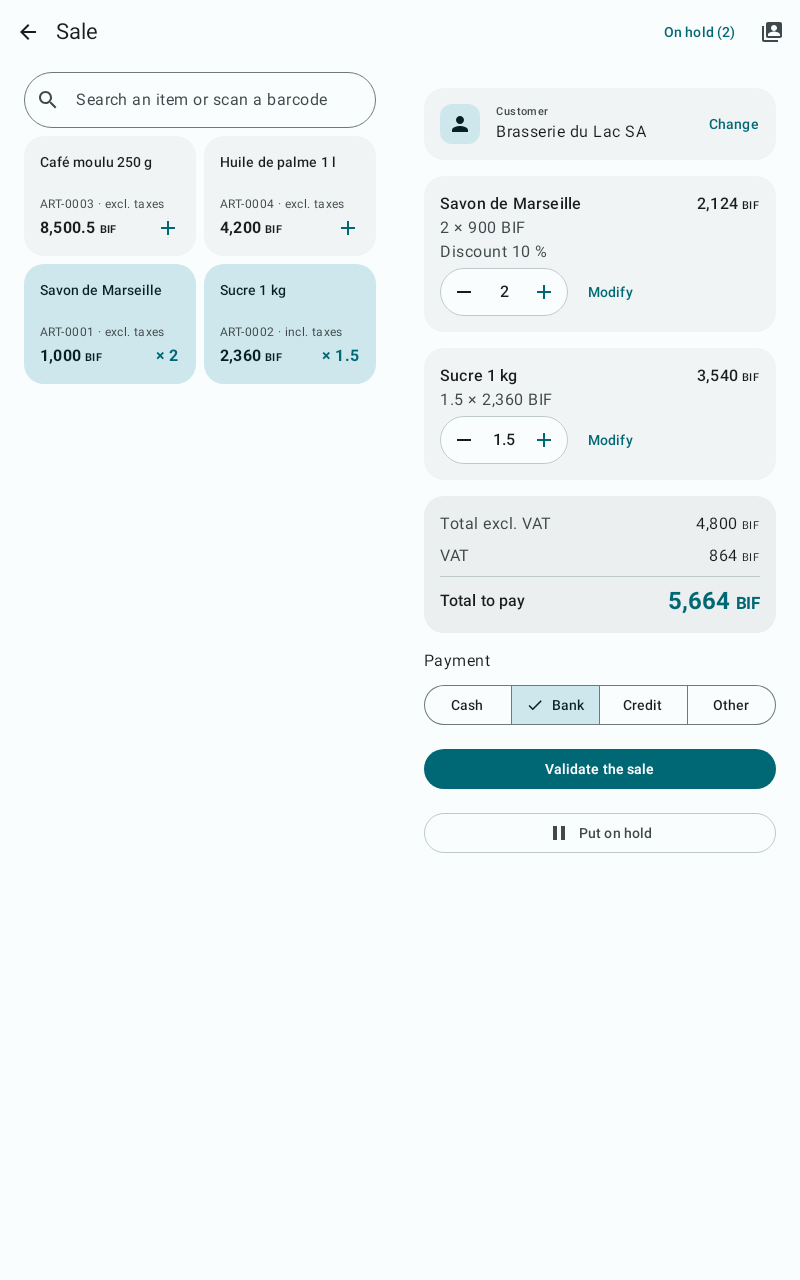 Sale
On hold (2)
Search an item or scan a barcode
Café moulu 250 g
ART-0003 · excl. taxes
8,500.5 BIF
Huile de palme 1 l
ART-0004 · excl. taxes
4,200 BIF
Savon de Marseille
ART-0001 · excl. taxes
1,000 BIF × 2
Sucre 1 kg
ART-0002 · incl. taxes
2,360 BIF × 1.5
Customer
Brasserie du Lac SA
Change
Savon de Marseille 2,124 BIF
2 × 900 BIF
Discount 10 %
2 Modify
Sucre 1 kg 3,540 BIF
1.5 × 2,360 BIF
1.5 Modify
Total excl. VAT 4,800 BIF
VAT 864 BIF
Total to pay 5,664 BIF
Payment
Cash Bank Credit Other
Validate the sale
Put on hold